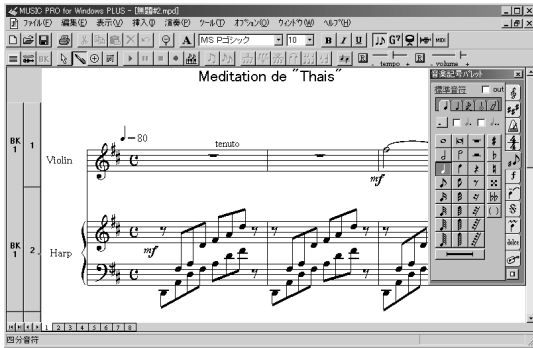 MUSIC PRO for Windows PLUS - [無題#2.mpd]
ファイル(F) 編集(E) 表示(V) 挿入(I) 演奏(P) ツール(T) オプション(O) ウィンドウ(W) ヘルプ(H)
MS Pゴシック 10 B I U MIDI
BK R tempo + R volume +
Meditation de "Thais"
音楽記号パレット
標準音符 out
BK 1 1 Violin
=80
tenuto
mf
BK 1 2 Harp
mf
dolce
1 2 3 4 5 6 7 8
四分音符